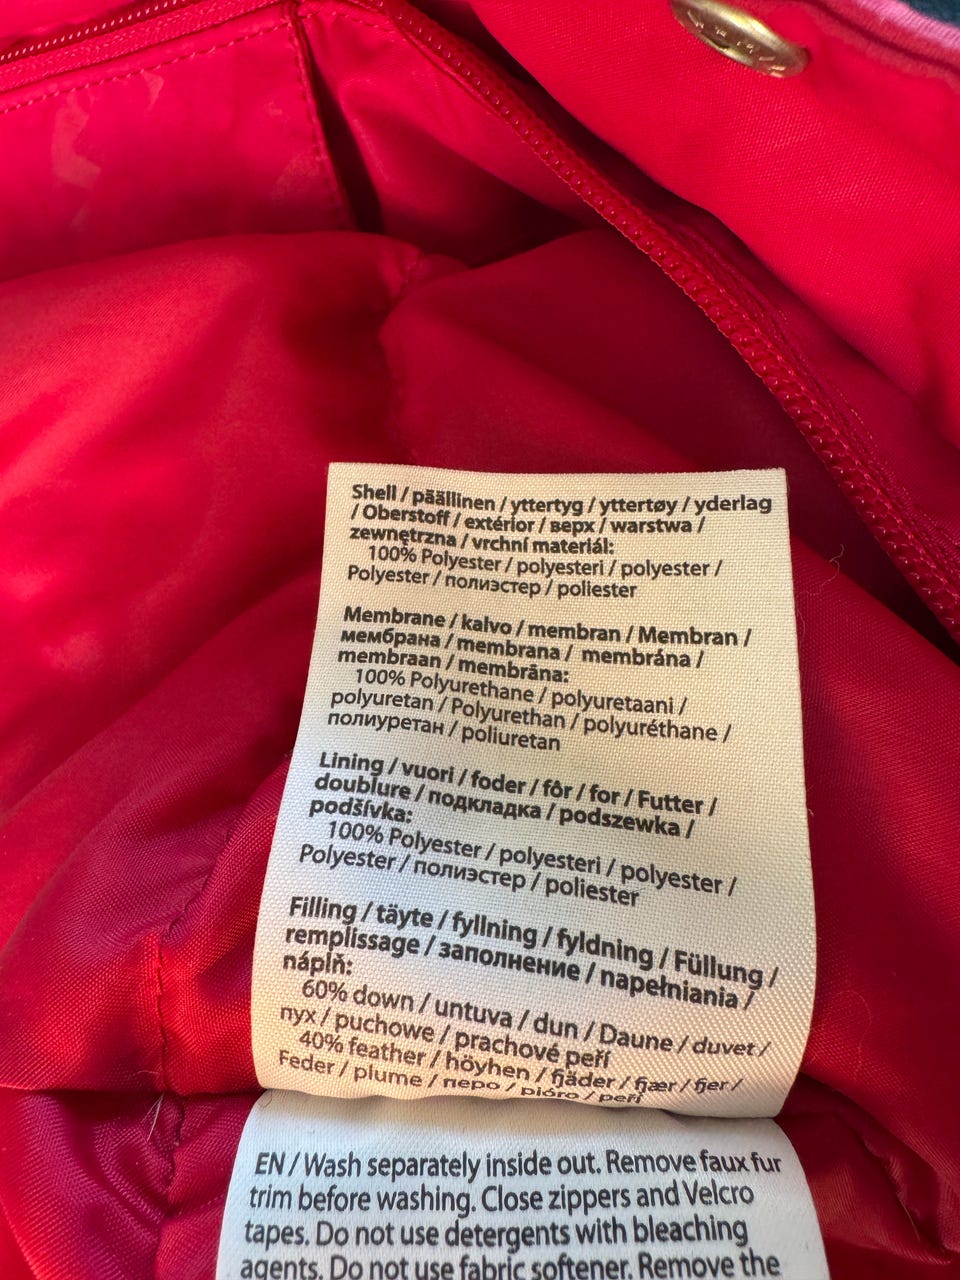 Shell / päällinen / yttertyg / yttertøy / yderlag
/ Oberstoff / extérior / верх / warstwa /
zewnętrzna / vrchní materiál:
100% Polyester / polyesteri / polyester /
Polyester / полиэстер / poliester
Membrane / kalvo / membran / Membran /
мембрана / membrana / membrána /
membraan / membrāna:
100% Polyurethane / polyuretaani /
polyuretan / Polyurethan / polyuréthane /
полиуретан / poliuretan
Lining / vuori / foder / fôr / for / Futter /
doublure / подкладка / podszewka /
podšívka:
100% Polyester / polyesteri / polyester /
Polyester / полиэстер / poliester
Filling / täyte / fyllning / fyldning / Füllung /
remplissage / заполнение / napełniania /
náplň:
60% down / untuva / dun / Daune / duvet /
пух / puchowe / prachové peří
40% feather / höyhen / fjäder / fjær / fjer /
Feder / plume / перо / pióro / peří
EN / Wash separately inside out. Remove faux fur
trim before washing. Close zippers and Velcro
tapes. Do not use detergents with bleaching
agents. Do not use fabric softener. Remove the